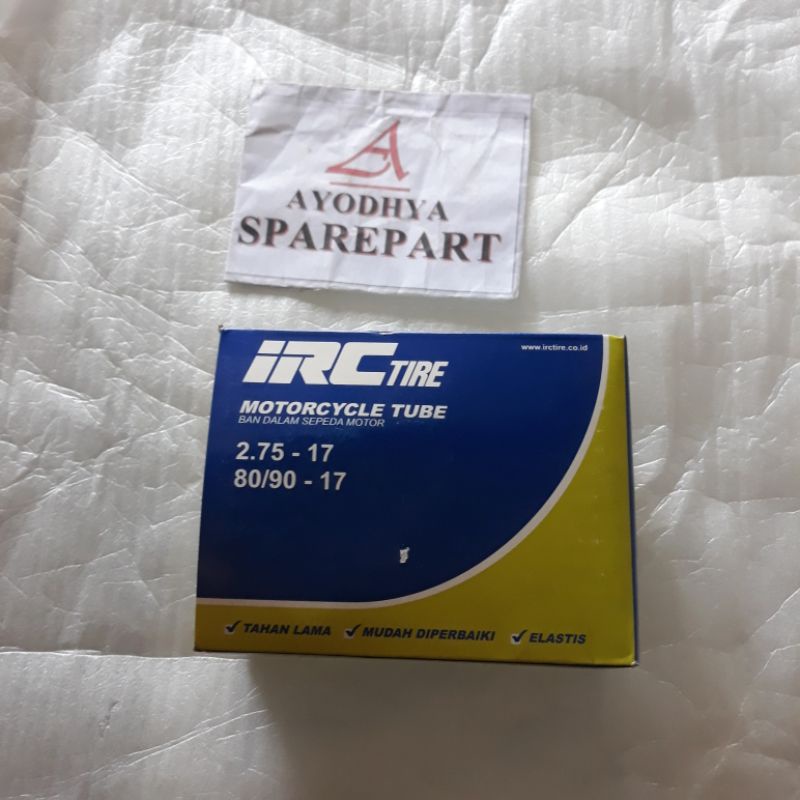 A
AYODHYA
SPAREPART
iRC TIRE
www.irctire.co.id
MOTORCYCLE TUBE
BAN DALAM SEPEDA MOTOR
2.75 - 17
80/90 - 17
TAHAN LAMA MUDAH DIPERBAIKI ELASTIS